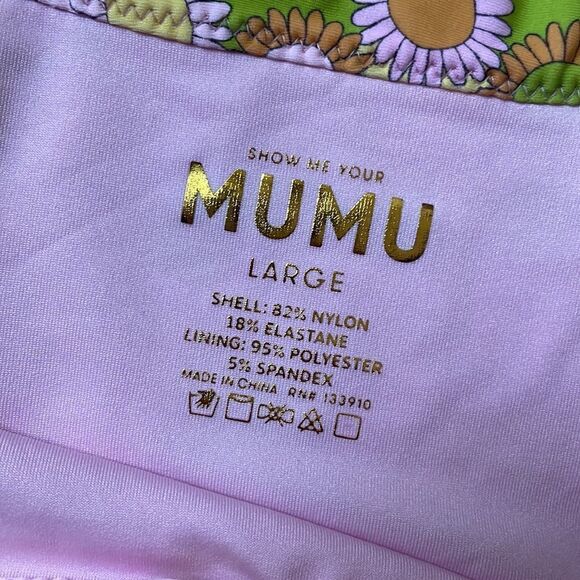 SHOW ME YOUR
MUMU
LARGE
SHELL: 82% NYLON
18% ELASTANE
LINING: 95% POLYESTER
5% SPANDEX
MADE IN CHINA RN# 133910